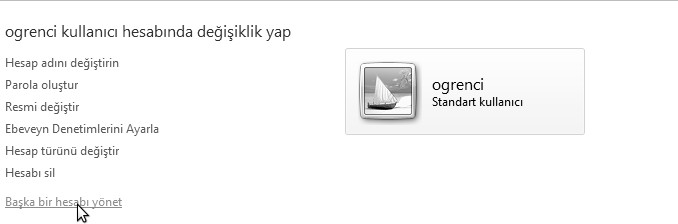 ogrenci kullanıcı hesabında değişiklik yap
Hesap adını değiştirin
Parola oluştur
Resmi değiştir
Ebeveyn Denetimlerini Ayarla
Hesap türünü değiştir
Hesabı sil
Başka bir hesabı yönet
ogrenci
Standart kullanıcı